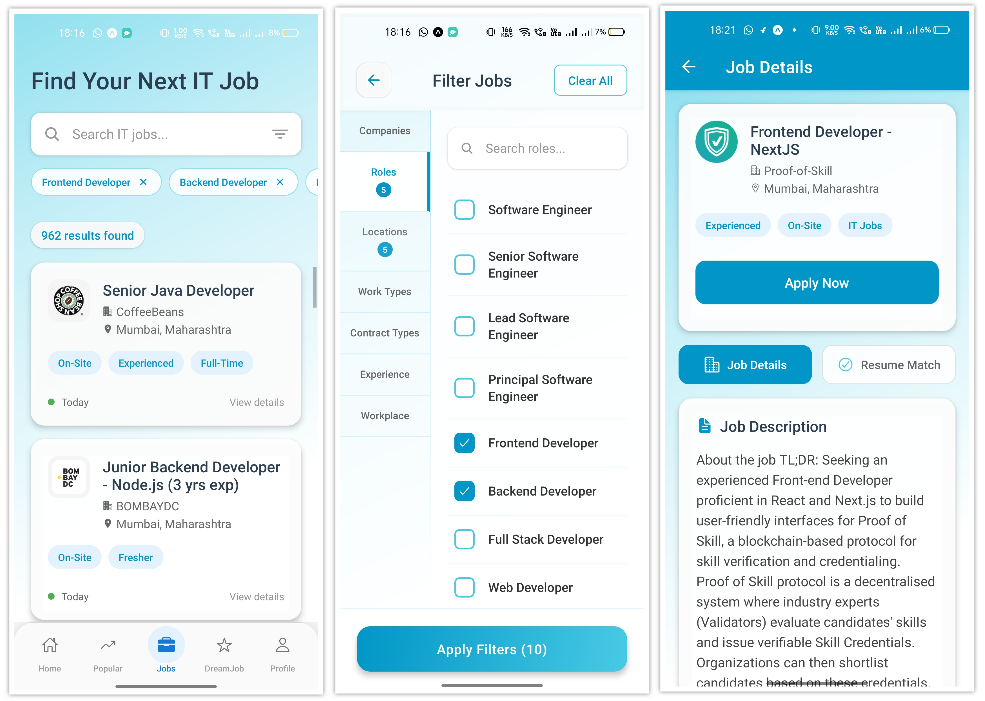 18:16 1.00 KB/S 8%
Find Your Next IT Job
Search IT jobs...
Frontend Developer ×
Backend Developer ×
962 results found
Senior Java Developer
CoffeeBeans
Mumbai, Maharashtra
On-Site
Experienced
Full-Time
Today
View details
BOM
BAY
DC
Junior Backend Developer
- Node.js (3 yrs exp)
BOMBAYDC
Mumbai, Maharashtra
On-Site
Fresher
Today
View details
Home
Popular
Jobs
DreamJob
Profile
18:16 7%
Filter Jobs
Clear All
Companies
Roles
5
Locations
5
Work Types
Contract Types
Experience
Workplace
Search roles...
Software Engineer
Senior Software
Engineer
Lead Software
Engineer
Principal Software
Engineer
Frontend Developer
Backend Developer
Full Stack Developer
Web Developer
Apply Filters (10)
18:21 9.00 KB/S 6%
Job Details
Frontend Developer -
NextJS
Proof-of-Skill
Mumbai, Maharashtra
Experienced
On-Site
IT Jobs
Apply Now
Job Details
Resume Match
Job Description
About the job TL;DR: Seeking an
experienced Front-end Developer
proficient in React and Next.js to build
user-friendly interfaces for Proof of
Skill, a blockchain-based protocol for
skill verification and credentialing.
Proof of Skill protocol is a decentralised
system where industry experts
(Validators) evaluate candidates' skills
and issue verifiable Skill Credentials.
Organizations can then shortlist
candidates based on these credentials.